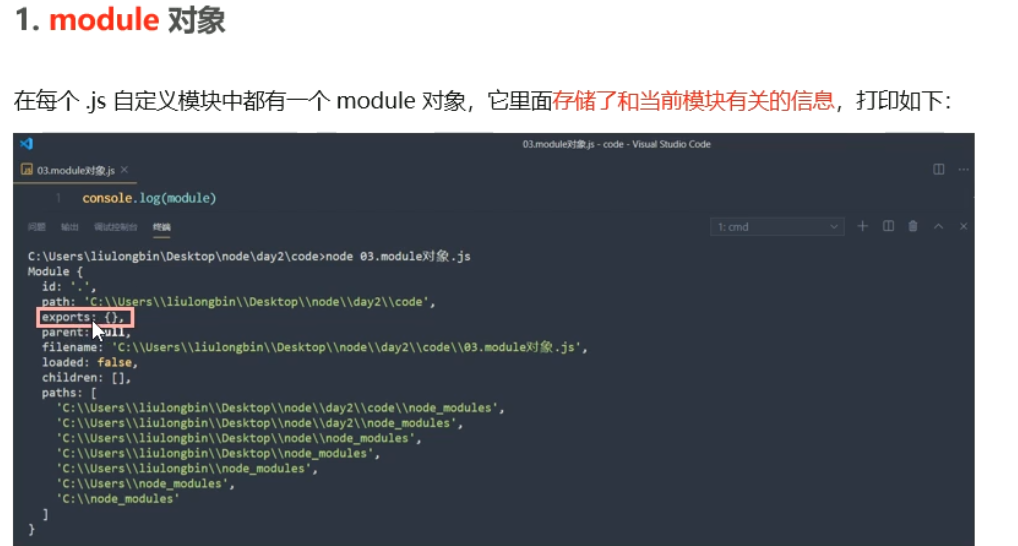 1. module 对象
在每个 .js 自定义模块中都有一个 module 对象，它里面存储了和当前模块有关的信息，打印如下：
03.module对象.js - code - Visual Studio Code
03.module对象.js
1 console.log(module)
问题 输出 调试控制台 终端 1: cmd
C:\Users\liulongbin\Desktop\node\day2\code>node 03.module对象.js
Module {
id: '.',
path: 'C:\\Users\\liulongbin\\Desktop\\node\\day2\\code',
exports: {},
parent: null,
filename: 'C:\\Users\\liulongbin\\Desktop\\node\\day2\\code\\03.module对象.js',
loaded: false,
children: [],
paths: [
'C:\\Users\\liulongbin\\Desktop\\node\\day2\\code\\node_modules',
'C:\\Users\\liulongbin\\Desktop\\node\\day2\\node_modules',
'C:\\Users\\liulongbin\\Desktop\\node\\node_modules',
'C:\\Users\\liulongbin\\Desktop\\node_modules',
'C:\\Users\\liulongbin\\node_modules',
'C:\\Users\\node_modules',
'C:\\node_modules'
]
}